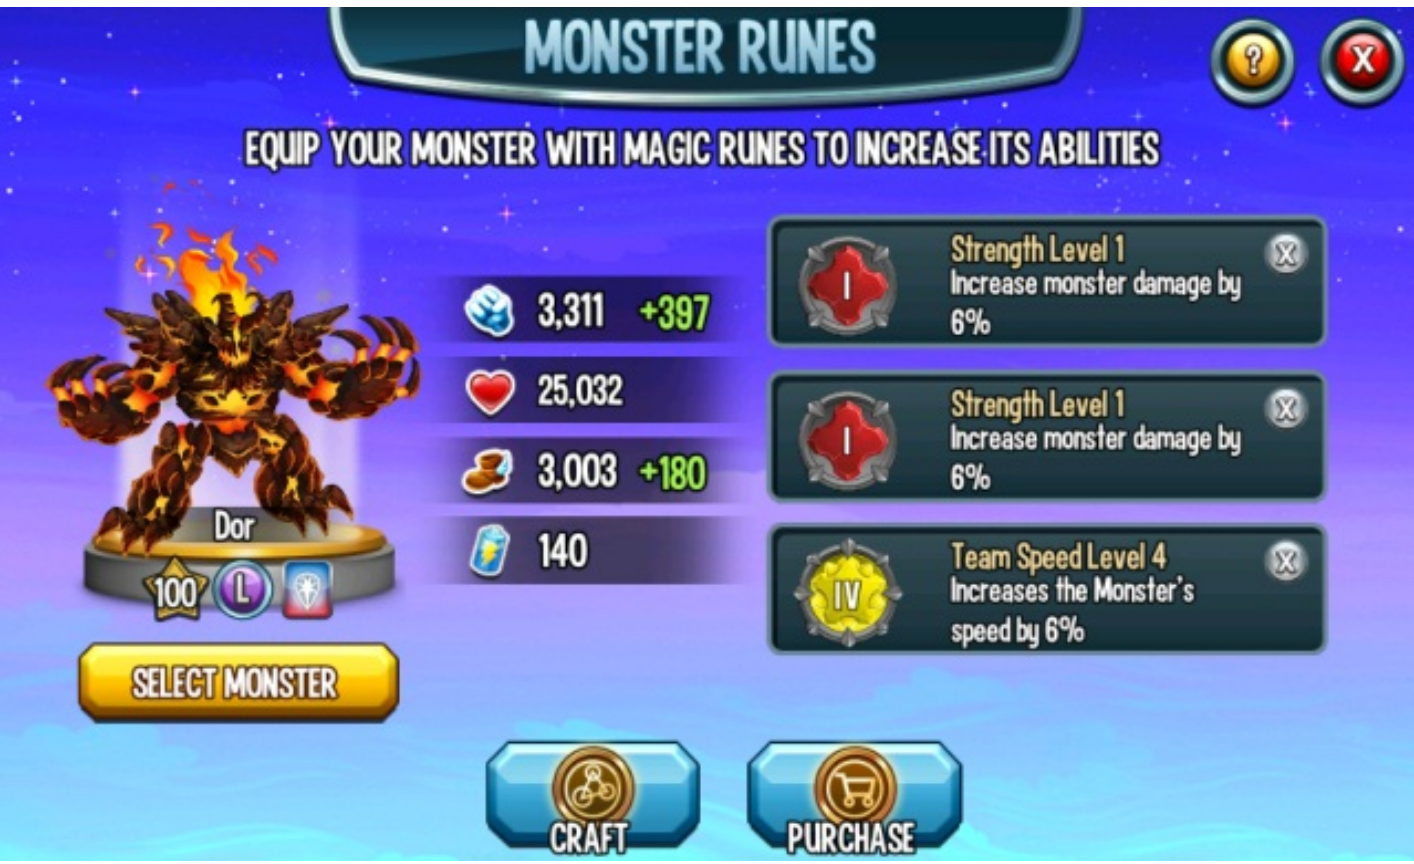 MONSTER RUNES
?
X
EQUIP YOUR MONSTER WITH MAGIC RUNES TO INCREASE ITS ABILITIES
Strength Level 1
Increase monster damage by
6%
I
X
3,311 +397
25,032
Strength Level 1
Increase monster damage by
6%
I
X
3,003 +180
140
Team Speed Level 4
Increases the Monster's
speed by 6%
IV
X
Dor
100 L
SELECT MONSTER
CRAFT
PURCHASE